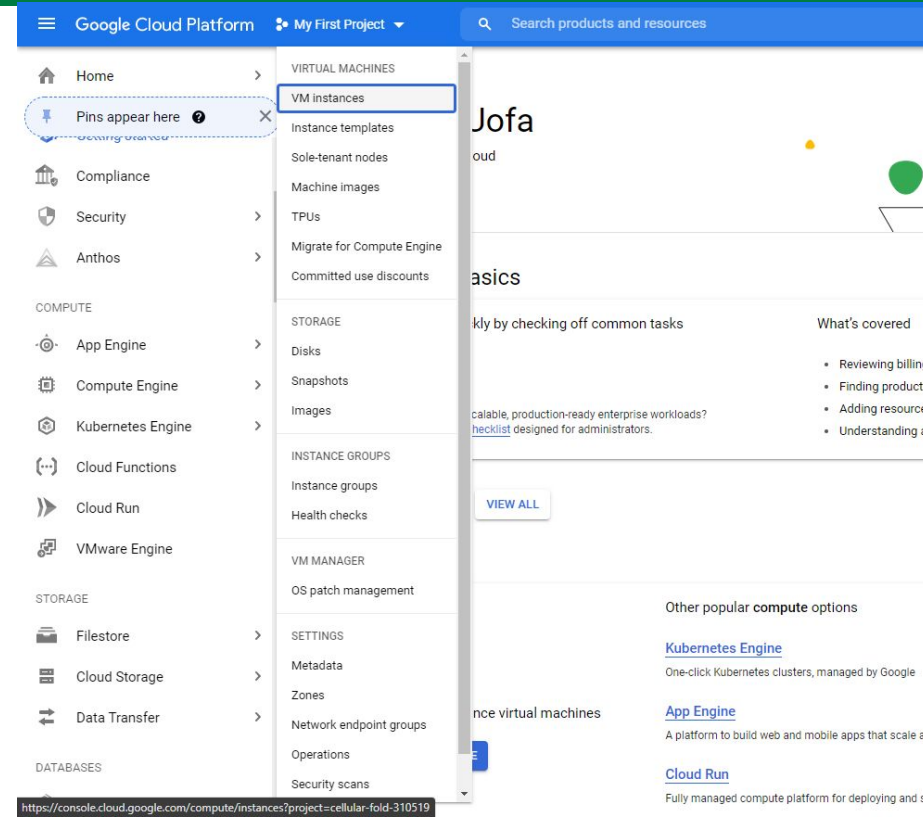 Google Cloud Platform
My First Project
Search products and resources
Home
Pins appear here
Getting started
Compliance
Security
Anthos
COMPUTE
App Engine
Compute Engine
Kubernetes Engine
Cloud Functions
Cloud Run
VMware Engine
STORAGE
Filestore
Cloud Storage
Data Transfer
DATABASES
VIRTUAL MACHINES
VM instances
Instance templates
Sole-tenant nodes
Machine images
TPUs
Migrate for Compute Engine
Committed use discounts
STORAGE
Disks
Snapshots
Images
INSTANCE GROUPS
Instance groups
Health checks
VM MANAGER
OS patch management
SETTINGS
Metadata
Zones
Network endpoint groups
Operations
Security scans
Jofa
oud
asics
kly by checking off common tasks
calable, production-ready enterprise workloads?
hecklist designed for administrators.
What's covered
• Reviewing billin
• Finding product
• Adding resource
• Understanding a
VIEW ALL
nce virtual machines
E
Other popular compute options
Kubernetes Engine
One-click Kubernetes clusters, managed by Google
App Engine
A platform to build web and mobile apps that scale a
Cloud Run
Fully managed compute platform for deploying and s
https://console.cloud.google.com/compute/instances?project=cellular-fold-310519